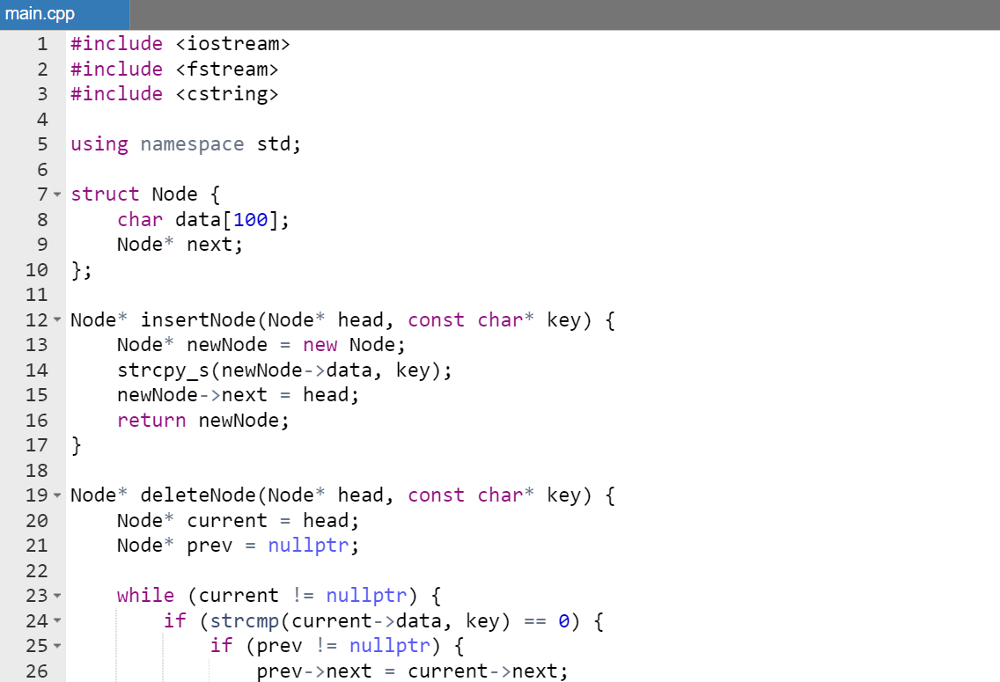 main.cpp
1 #include <iostream>
2 #include <fstream>
3 #include <cstring>
4
5 using namespace std;
6
7 struct Node {
8     char data[100];
9     Node* next;
10 };
11
12 Node* insertNode(Node* head, const char* key) {
13     Node* newNode = new Node;
14     strcpy_s(newNode->data, key);
15     newNode->next = head;
16     return newNode;
17 }
18
19 Node* deleteNode(Node* head, const char* key) {
20     Node* current = head;
21     Node* prev = nullptr;
22
23     while (current != nullptr) {
24         if (strcmp(current->data, key) == 0) {
25             if (prev != nullptr) {
26                 prev->next = current->next;